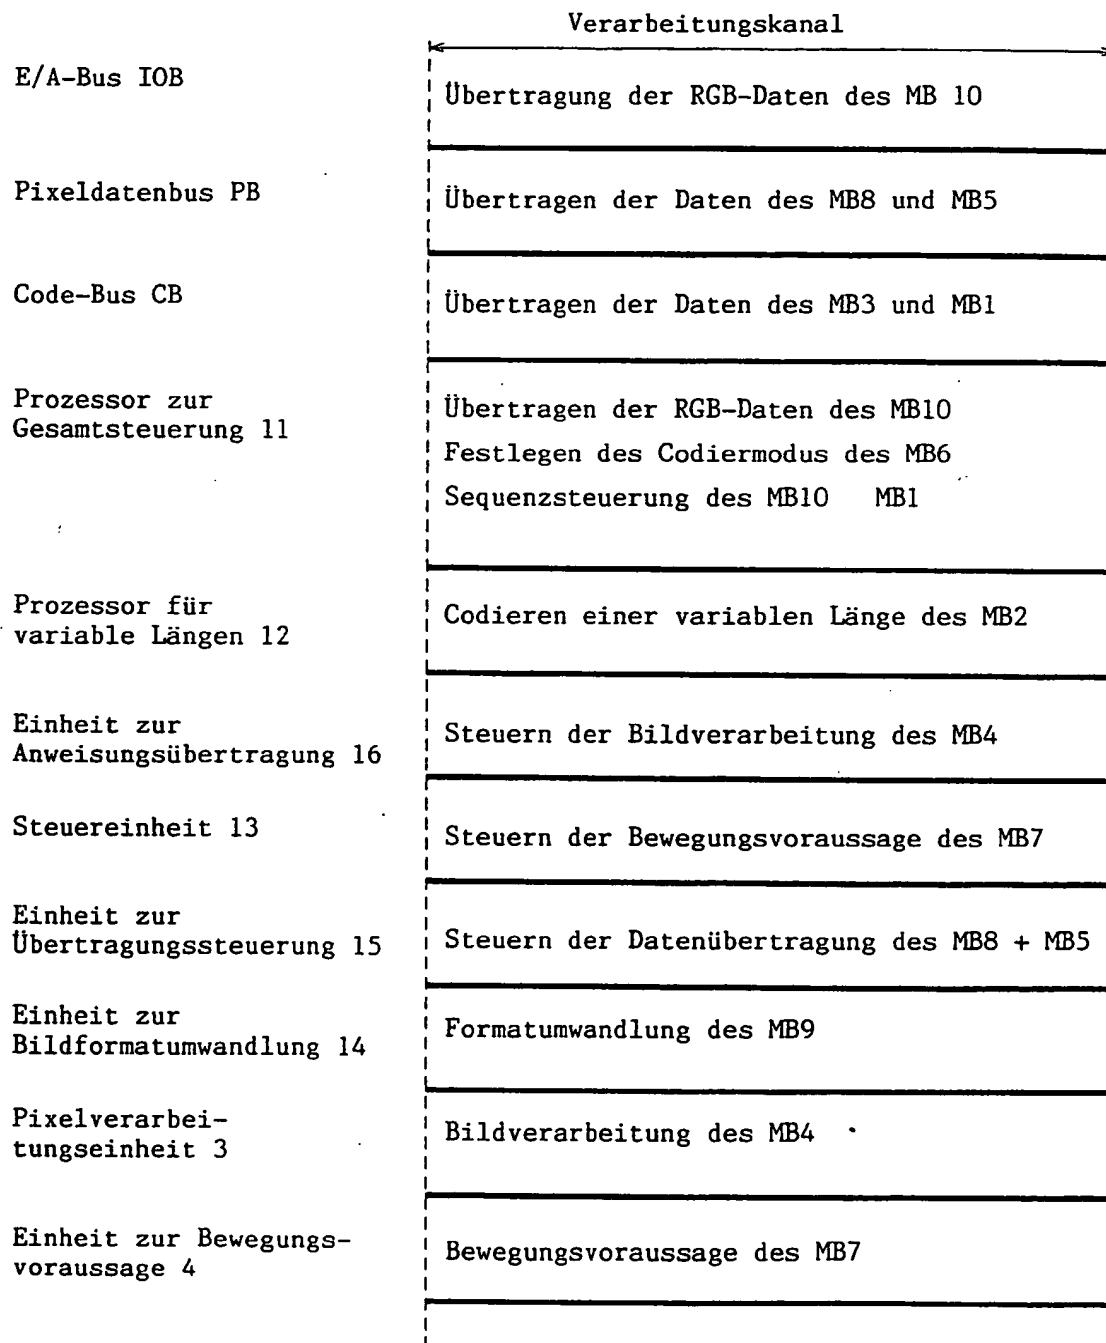 Verarbeitungskanal
E/A-Bus IOB
Übertragung der RGB-Daten des MB 10
Pixeldatenbus PB
Übertragen der Daten des MB8 und MB5
Code-Bus CB
Übertragen der Daten des MB3 und MB1
Prozessor zur
Gesamtsteuerung 11
Übertragen der RGB-Daten des MB10
Festlegen des Codiermodus des MB6
Sequenzsteuerung des MB10 MB1
Prozessor für
variable Längen 12
Codieren einer variablen Länge des MB2
Einheit zur
Anweisungsübertragung 16
Steuern der Bildverarbeitung des MB4
Steuereinheit 13
Steuern der Bewegungsvoraussage des MB7
Einheit zur
Übertragungssteuerung 15
Steuern der Datenübertragung des MB8 + MB5
Einheit zur
Bildformatumwandlung 14
Formatumwandlung des MB9
Pixelverarbei-
tungseinheit 3
Bildverarbeitung des MB4
Einheit zur Bewegungs-
voraussage 4
Bewegungsvoraussage des MB7